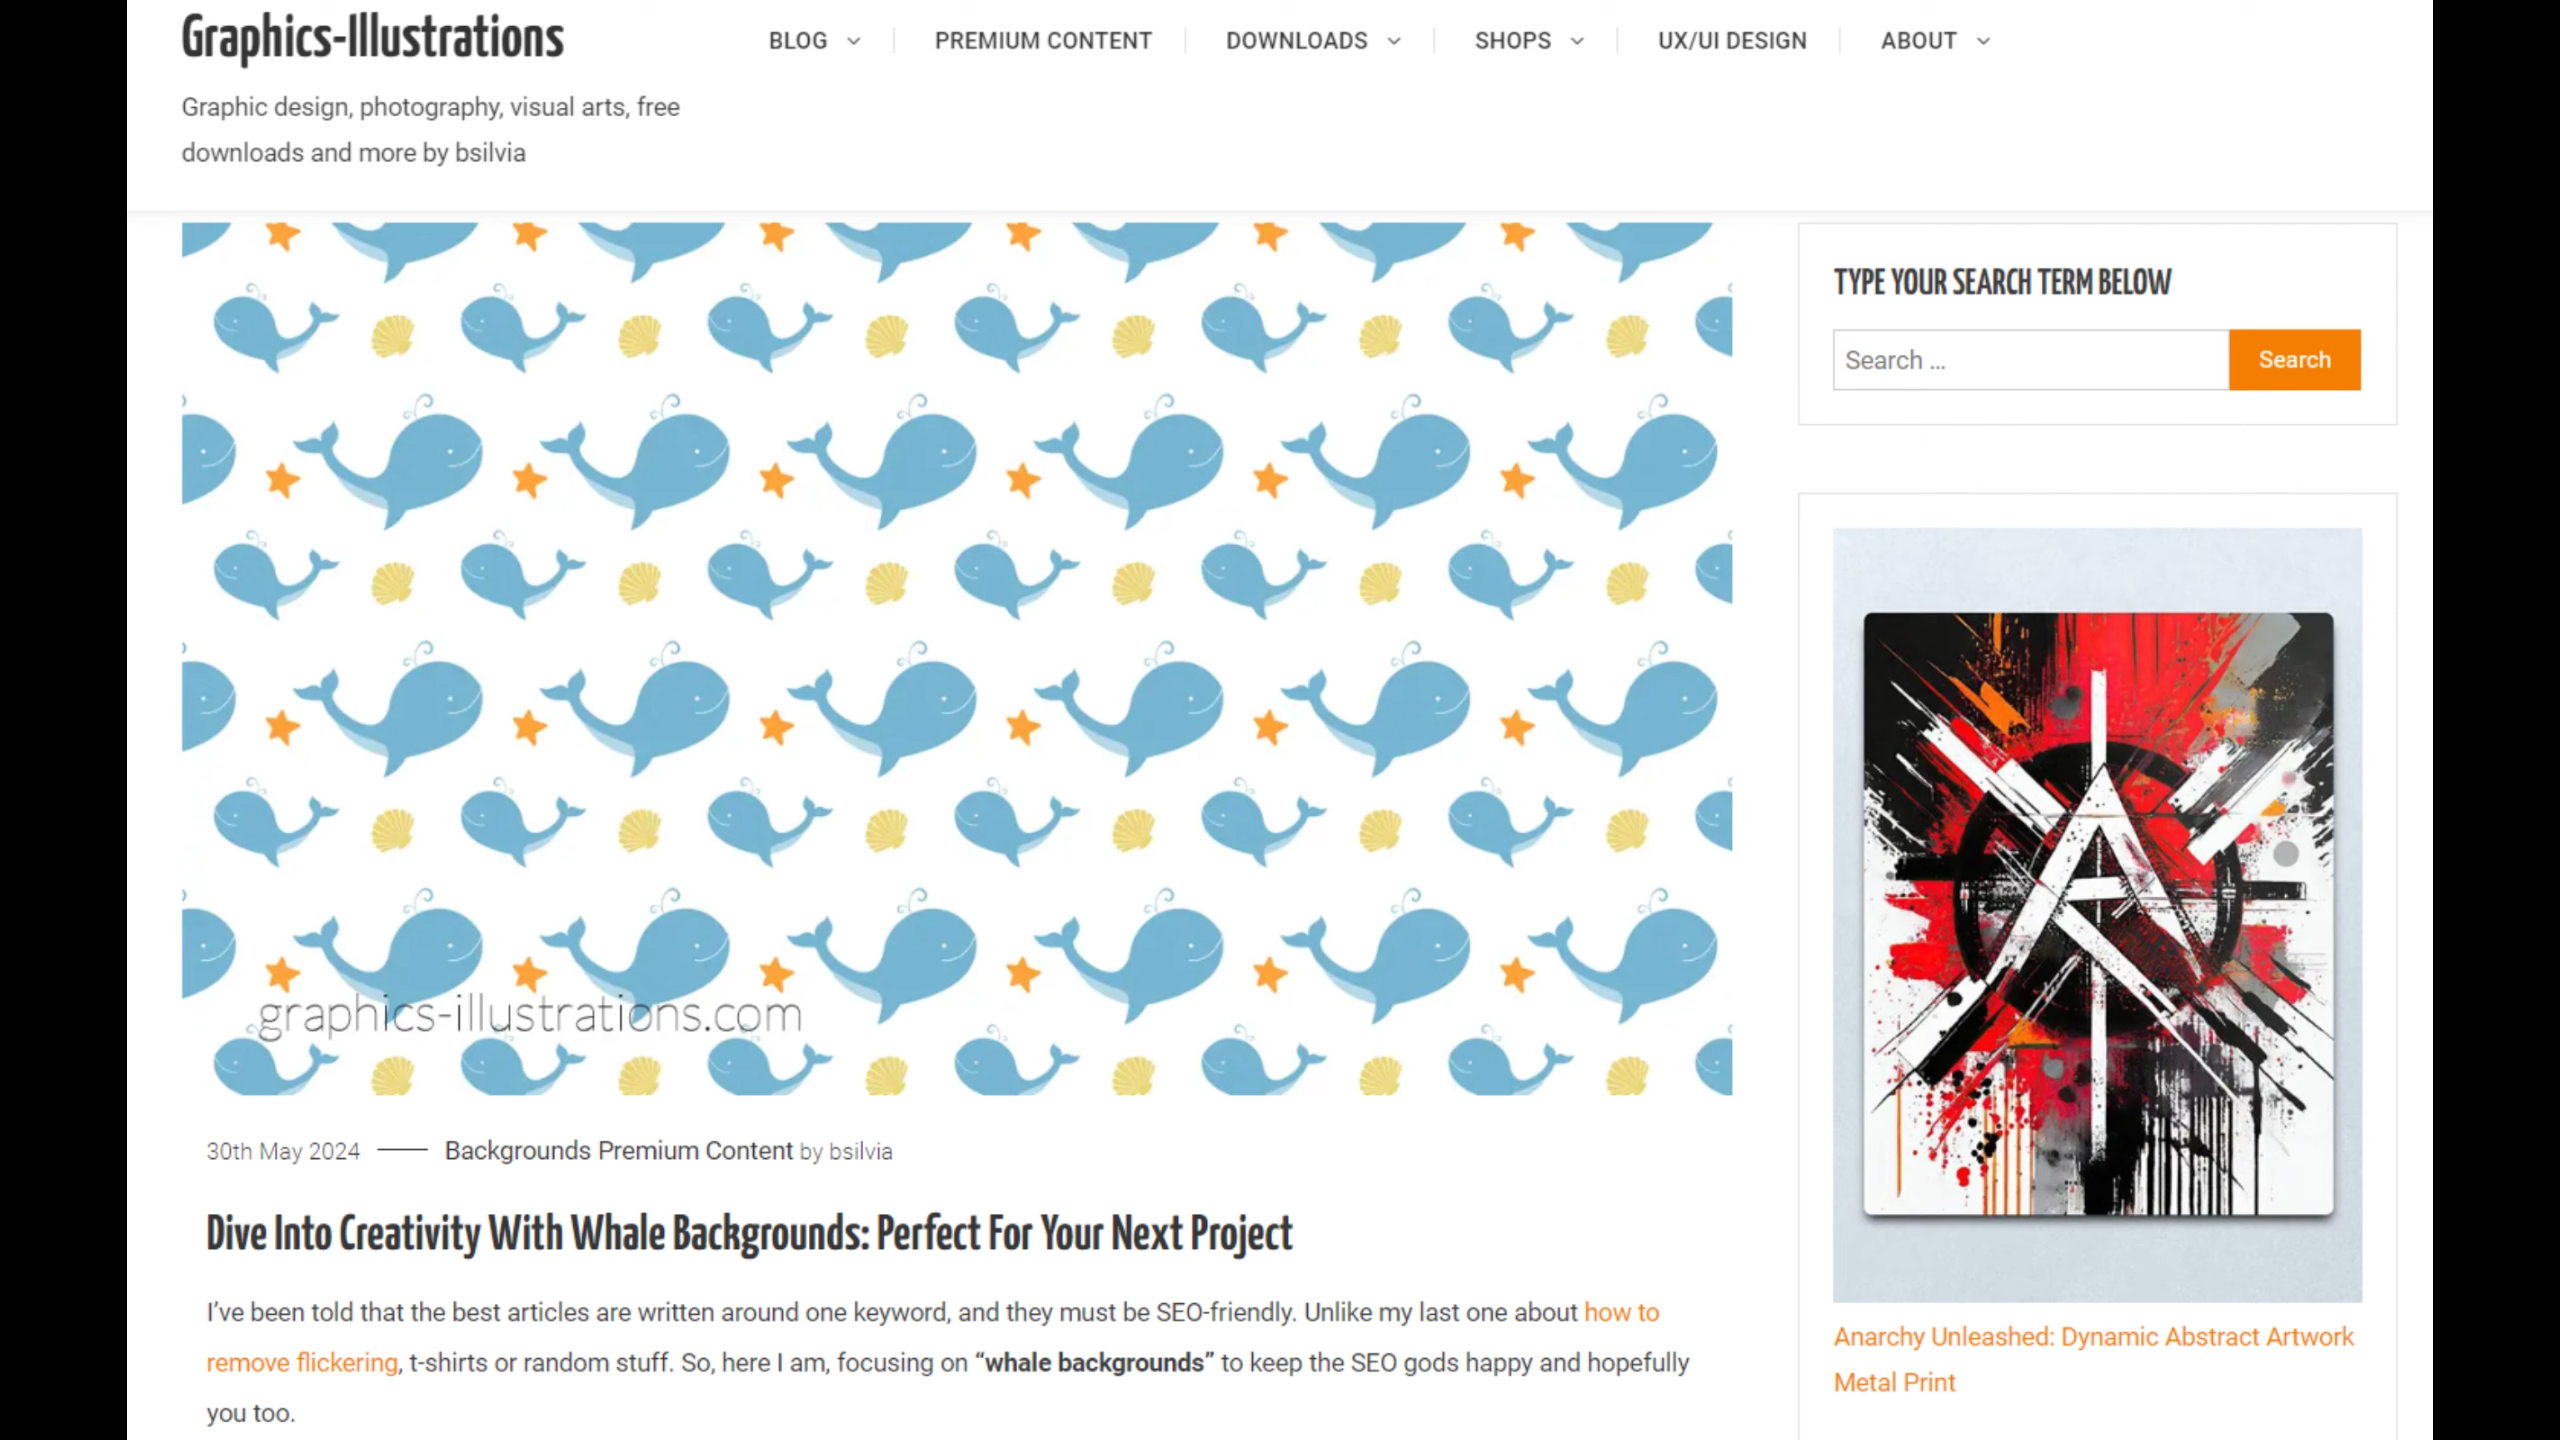 Graphics-Illustrations
BLOG
PREMIUM CONTENT
DOWNLOADS
SHOPS
UX/UI DESIGN
ABOUT
Graphic design, photography, visual arts, free
downloads and more by bsilvia
TYPE YOUR SEARCH TERM BELOW
Search ...
Search
graphics-illustrations.com
30th May 2024
Backgrounds Premium Content by bsilvia
Dive Into Creativity With Whale Backgrounds: Perfect For Your Next Project
I’ve been told that the best articles are written around one keyword, and they must be SEO-friendly. Unlike my last one about how to
remove flickering, t-shirts or random stuff. So, here I am, focusing on “whale backgrounds” to keep the SEO gods happy and hopefully
you too.
Anarchy Unleashed: Dynamic Abstract Artwork
Metal Print